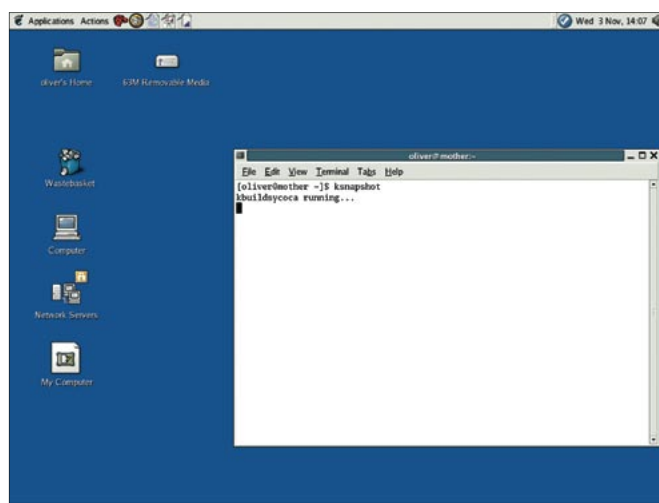 Applications Actions
Wed 3 Nov, 14:07
oliver's Home
63M Removable Media
Wastebasket
Computer
Network Servers
My Computer
oliver@mother:~
File Edit View Terminal Tabs Help
[oliver@mother ~]$ ksnapshot
kbuildsycoca running...